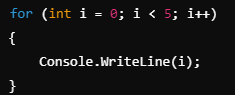 for (int i = 0; i < 5; i++)
{
    Console.WriteLine(i);
}